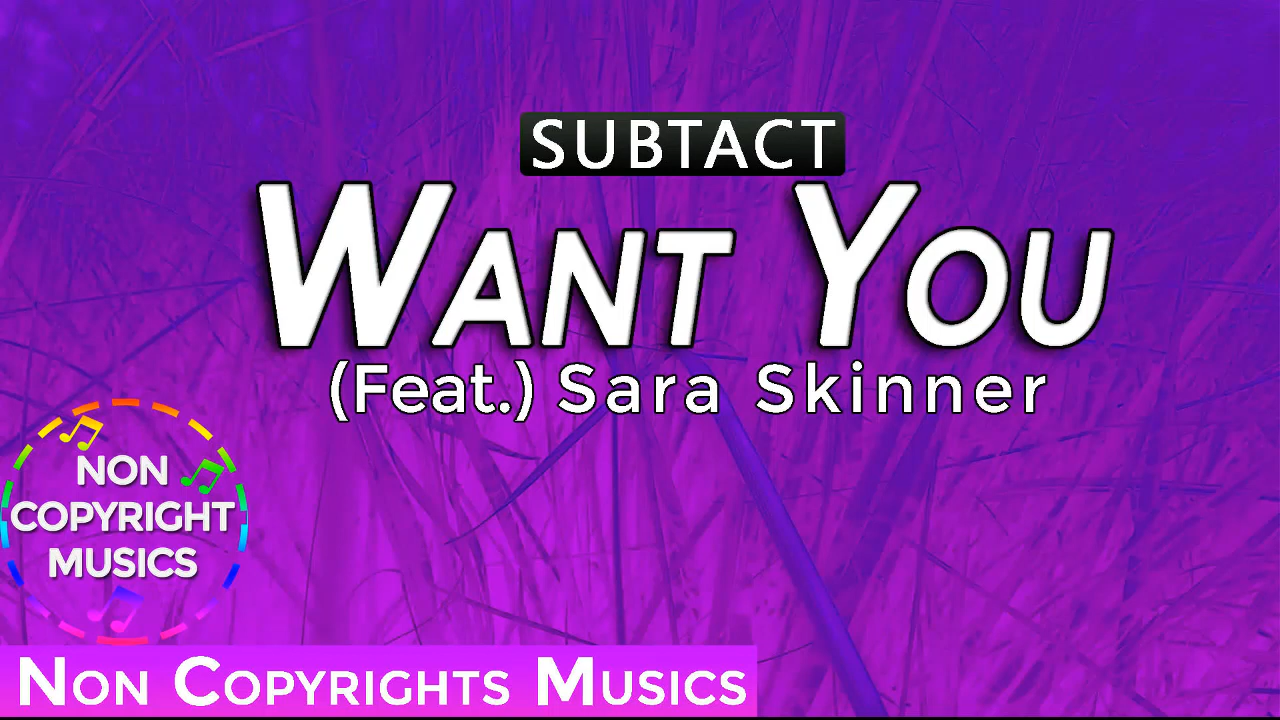 SUBTACT
WANT YOU
(Feat.) Sara Skinner
NON
COPYRIGHT
MUSICS
NON COPYRIGHTS MUSICS